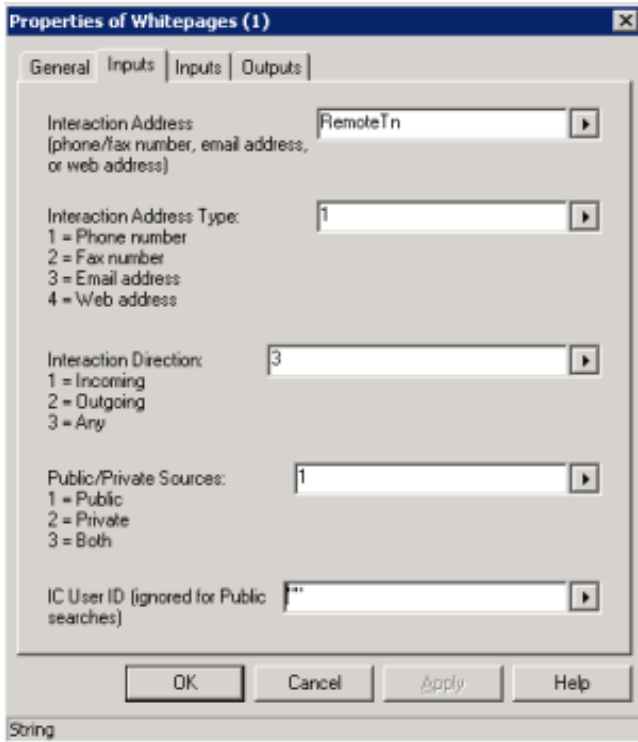 Properties of Whitepages (1)
General Inputs Inputs Outputs
Interaction Address
(phone/fax number, email address,
or web address)
RemoteTn
Interaction Address Type:
1
1 = Phone number
2 = Fax number
3 = Email address
4 = Web address
Interaction Direction:
3
1 = Incoming
2 = Outgoing
3 = Any
Public/Private Sources:
1
1 = Public
2 = Private
3 = Both
IC User ID (ignored for Public
searches)
""
OK Cancel Apply Help
String